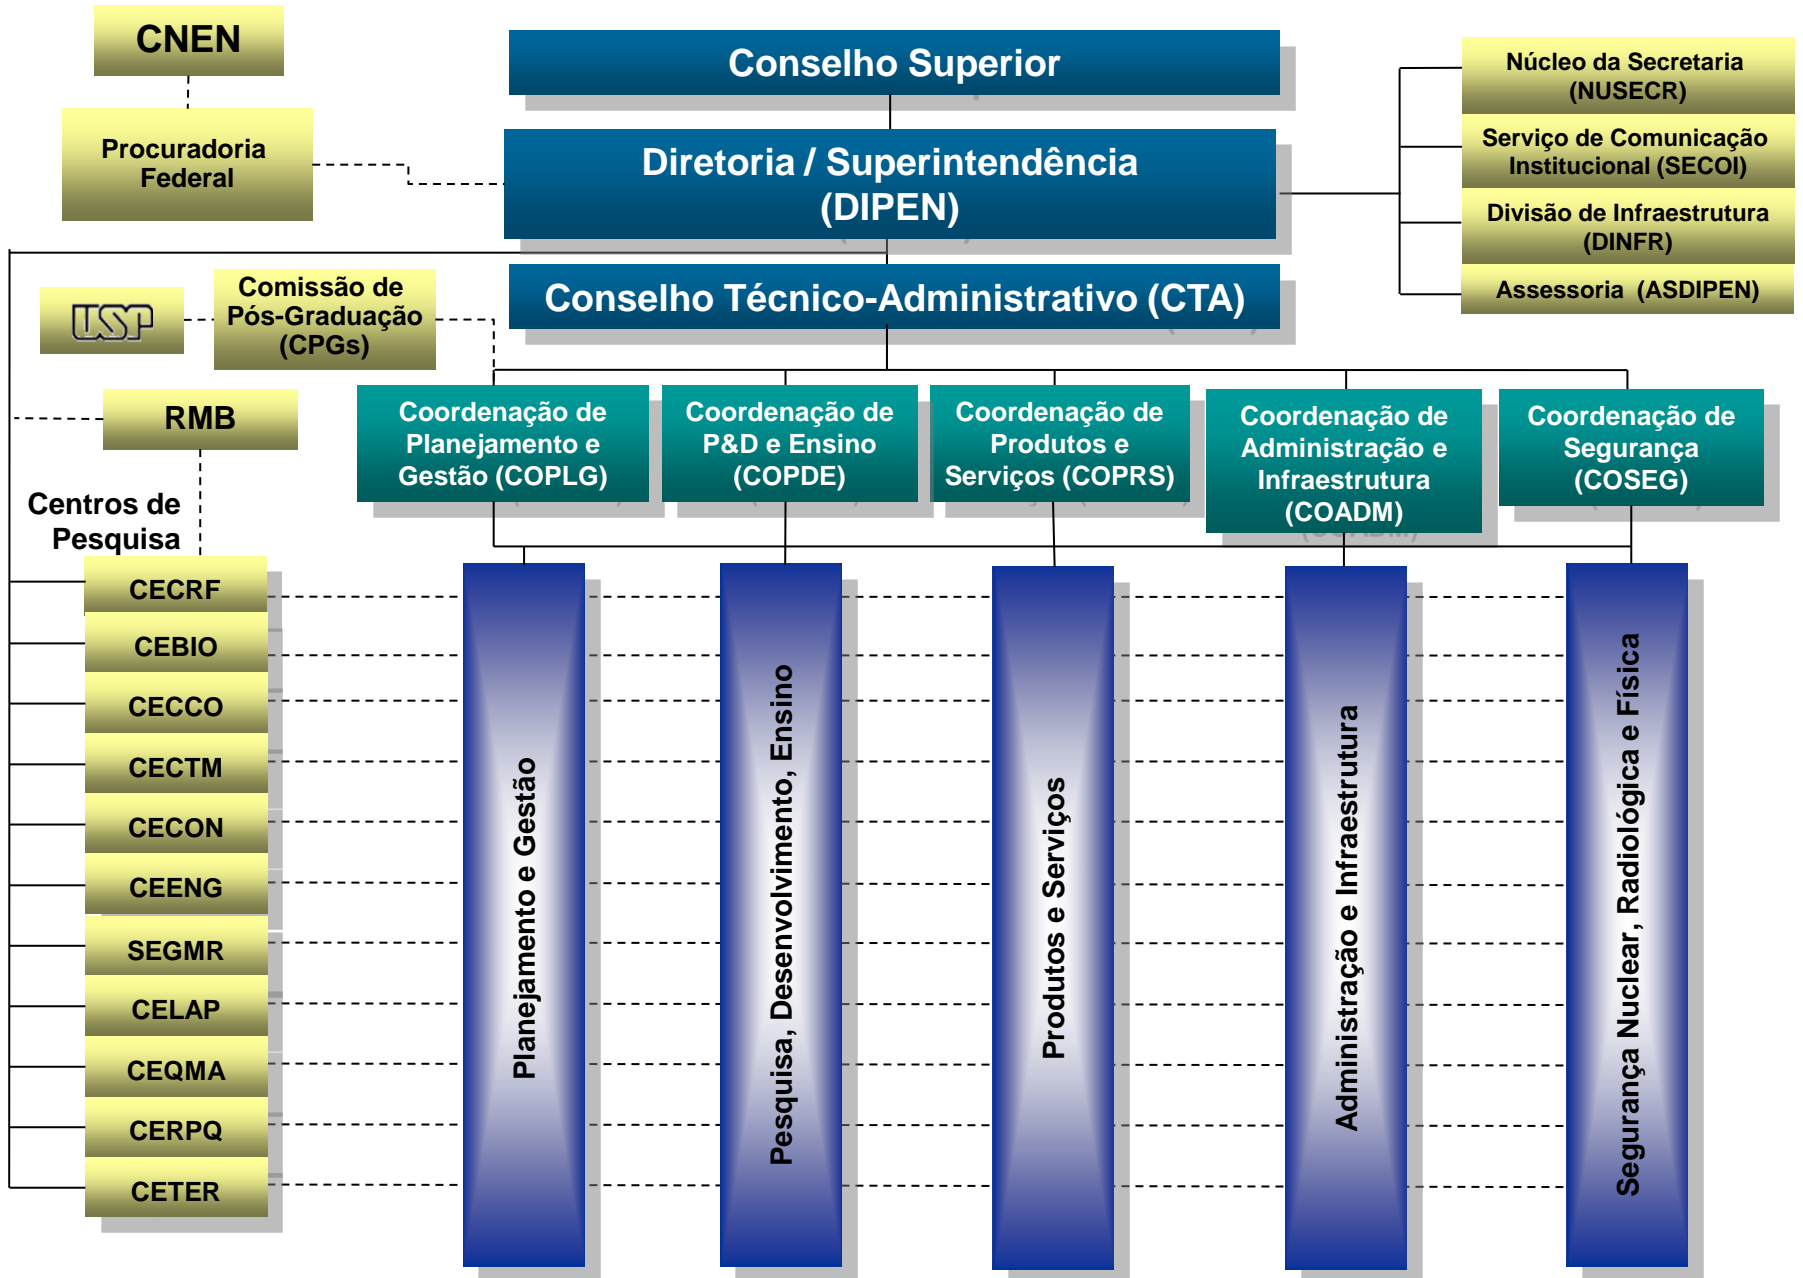 CNEN
Procuradoria
Federal
Conselho Superior
Diretoria / Superintendência
(DIPEN)
Núcleo da Secretaria
(NUSECR)
Serviço de Comunicação
Institucional (SECOI)
Divisão de Infraestrutura
(DINFR)
Assessoria (ASDIPEN)
USP
Comissão de
Pós-Graduação
(CPGs)
Conselho Técnico-Administrativo (CTA)
RMB
Coordenação de
Planejamento e
Gestão (COPLG)
Coordenação de
P&D e Ensino
(COPDE)
Coordenação de
Produtos e
Serviços (COPRS)
Coordenação de
Administração e
Infraestrutura
(COADM)
Coordenação de
Segurança
(COSEG)
Centros de
Pesquisa
CECRF
CEBIO
CECCO
CECTM
CECON
CEENG
SEGMR
CELAP
CEQMA
CERPQ
CETER
Planejamento e Gestão
Pesquisa, Desenvolvimento, Ensino
Produtos e Serviços
Administração e Infraestrutura
Segurança Nuclear, Radiológica e Física